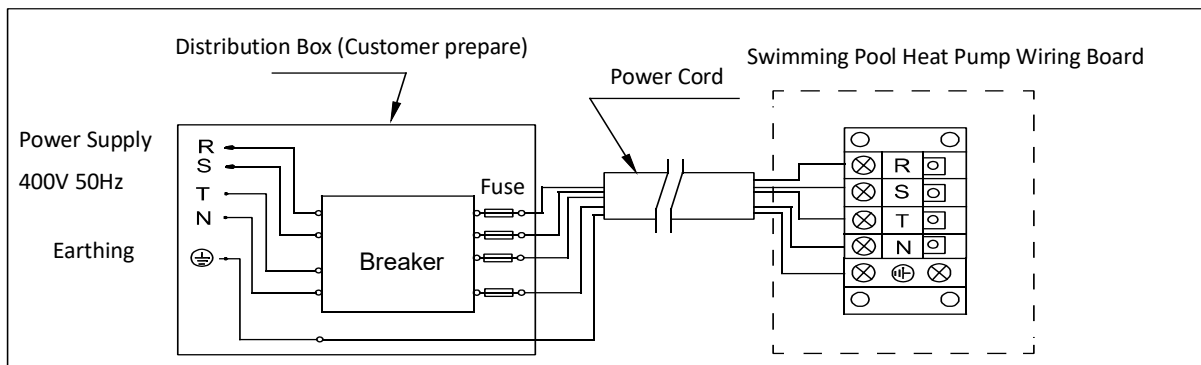 Distribution Box (Customer prepare)
Power Cord
Swimming Pool Heat Pump Wiring Board
Power Supply
400V 50Hz
Earthing
R
S
T
N
Fuse
Breaker
R
S
T
N